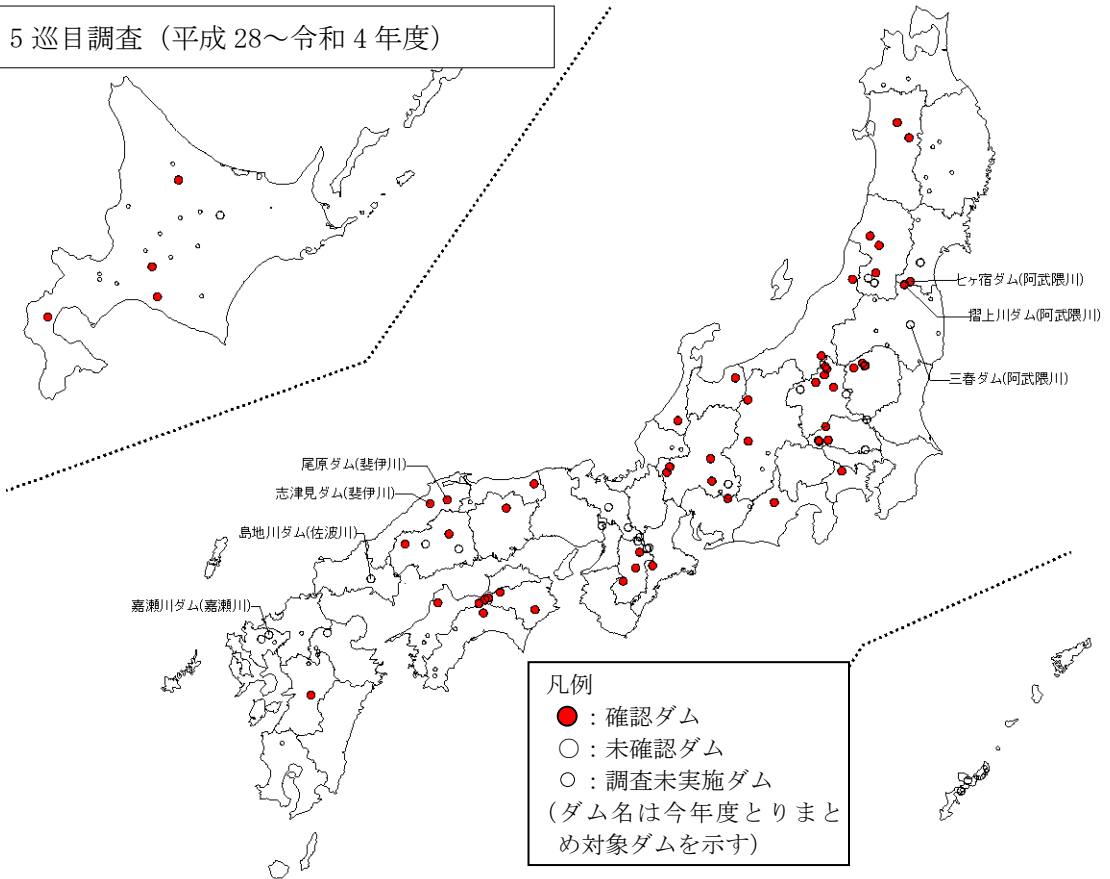 5 巡目調査（平成 28～令和 4 年度）
七ヶ宿ダム(阿武隈川)
摺上川ダム(阿武隈川)
三春ダム(阿武隈川)
尾原ダム(斐伊川)
志津見ダム(斐伊川)
島地川ダム(佐波川)
嘉瀬川ダム(嘉瀬川)
凡例
●：確認ダム
○：未確認ダム
○：調査未実施ダム
(ダム名は今年度とりまと
め対象ダムを示す)